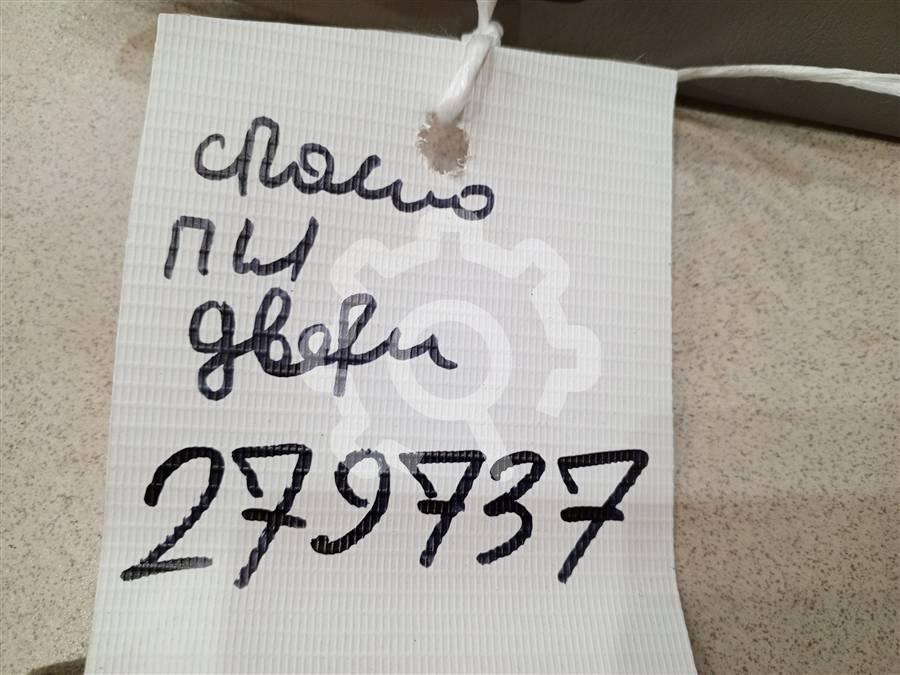 стекло
ПЛ
двери
279737